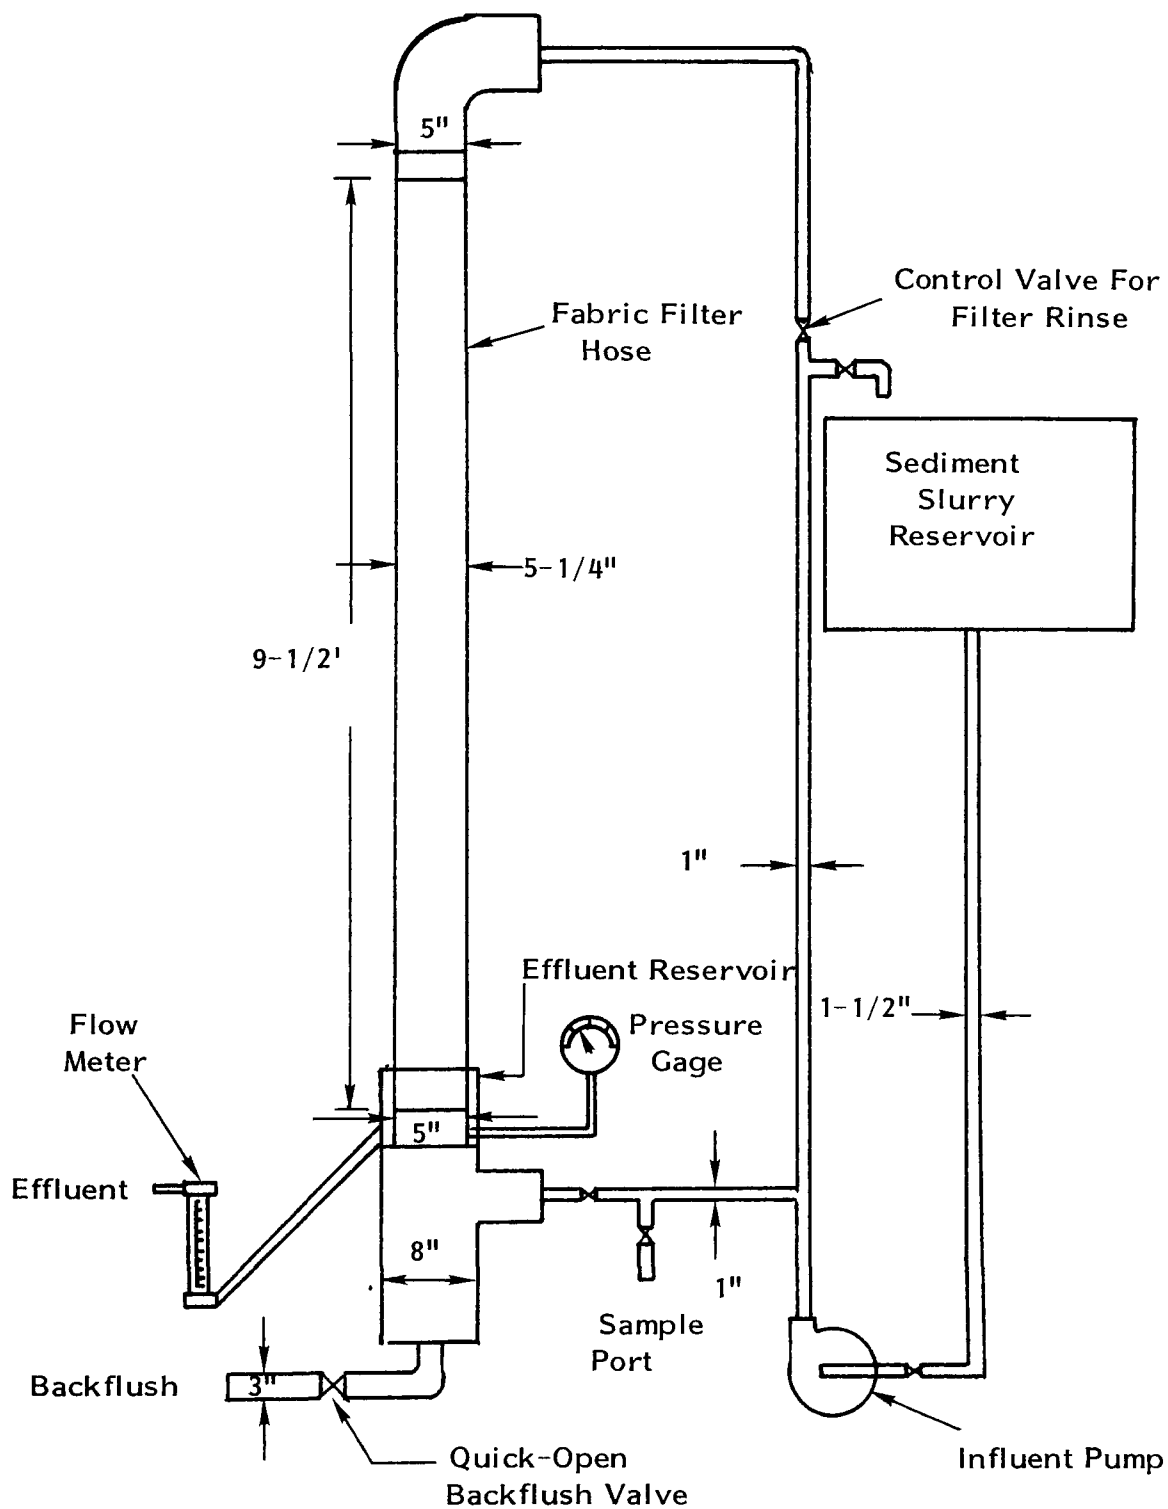 5"
Control Valve For
Filter Rinse
Fabric Filter
Hose
Sediment
Slurry
Reservoir
5-1/4"
9-1/2'
1"
Effluent Reservoir
1-1/2"
Flow
Meter
Pressure
Gage
5"
Effluent
8"
1"
Sample
Port
Backflush
3"
Quick-Open
Backflush Valve
Influent Pump